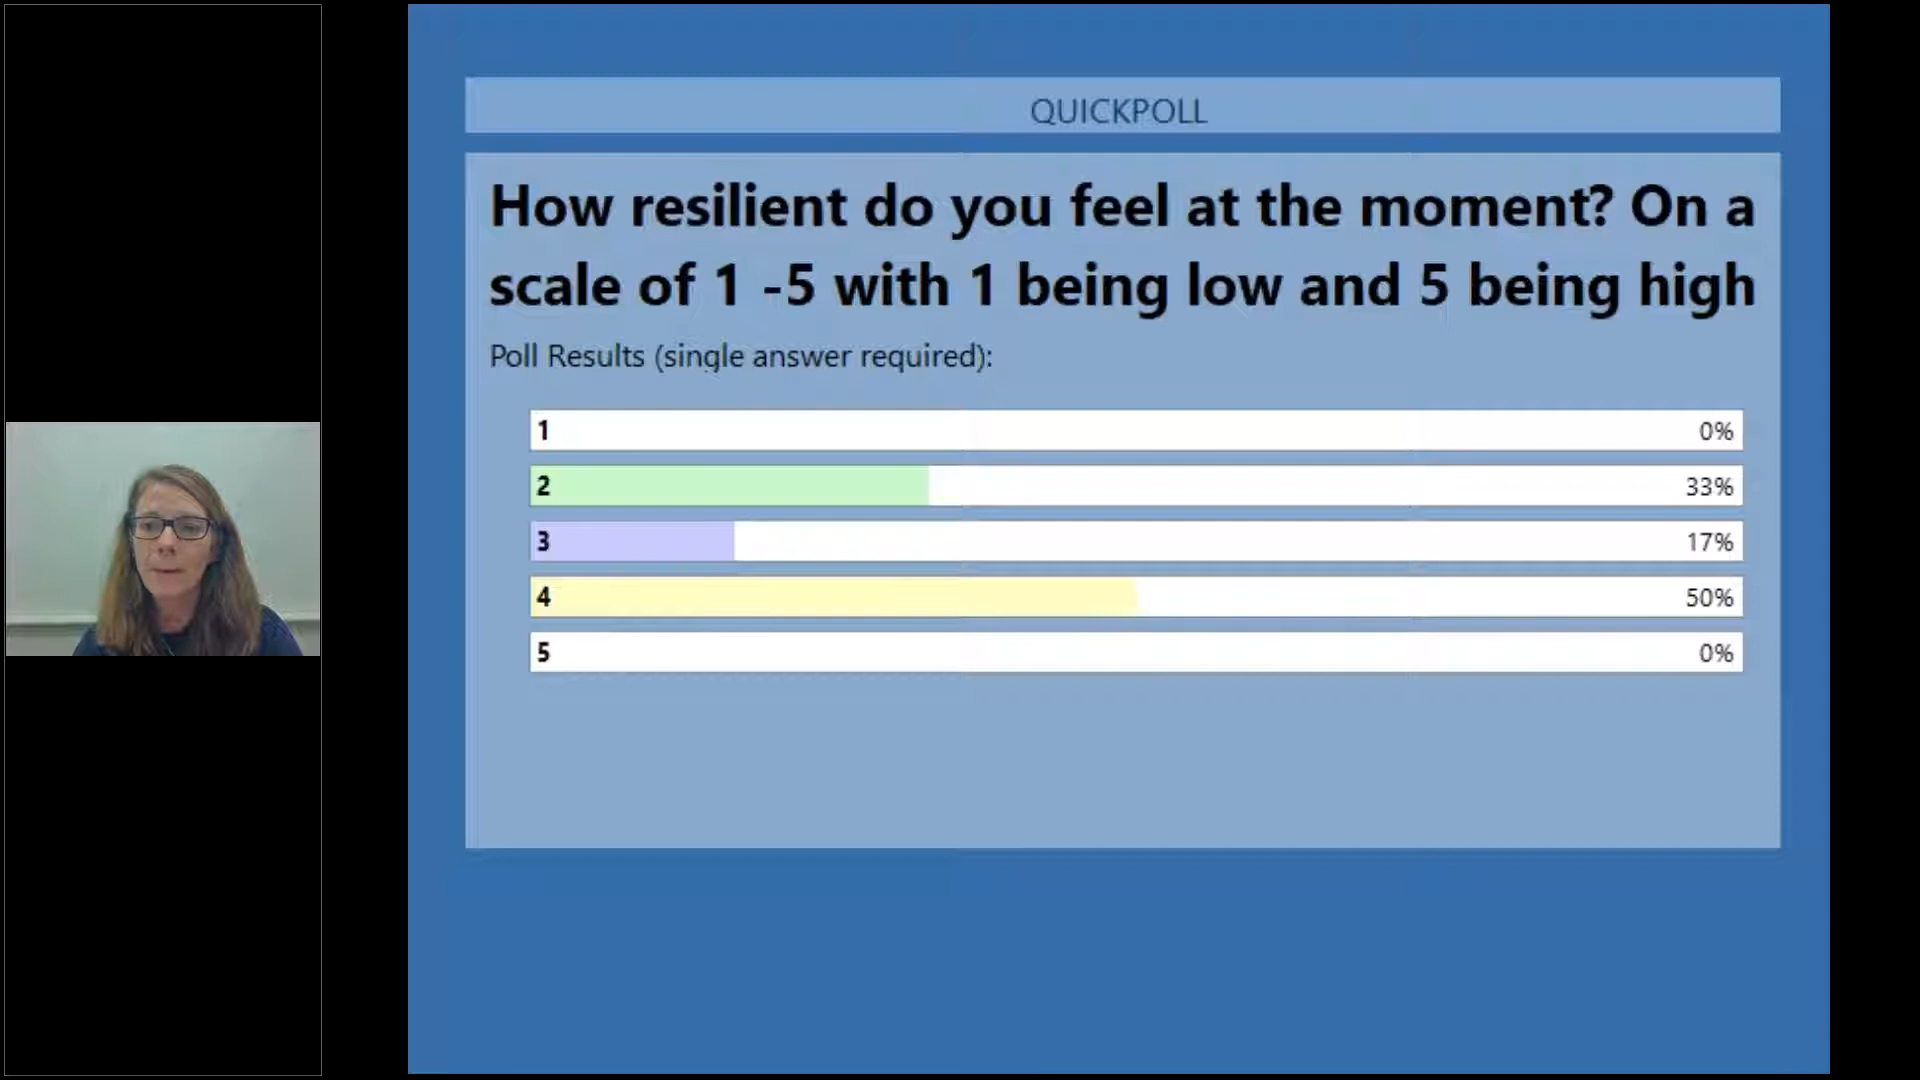 QUICKPOLL
How resilient do you feel at the moment? On a
scale of 1 -5 with 1 being low and 5 being high
Poll Results (single answer required):
1 0%
2 33%
3 17%
4 50%
5 0%